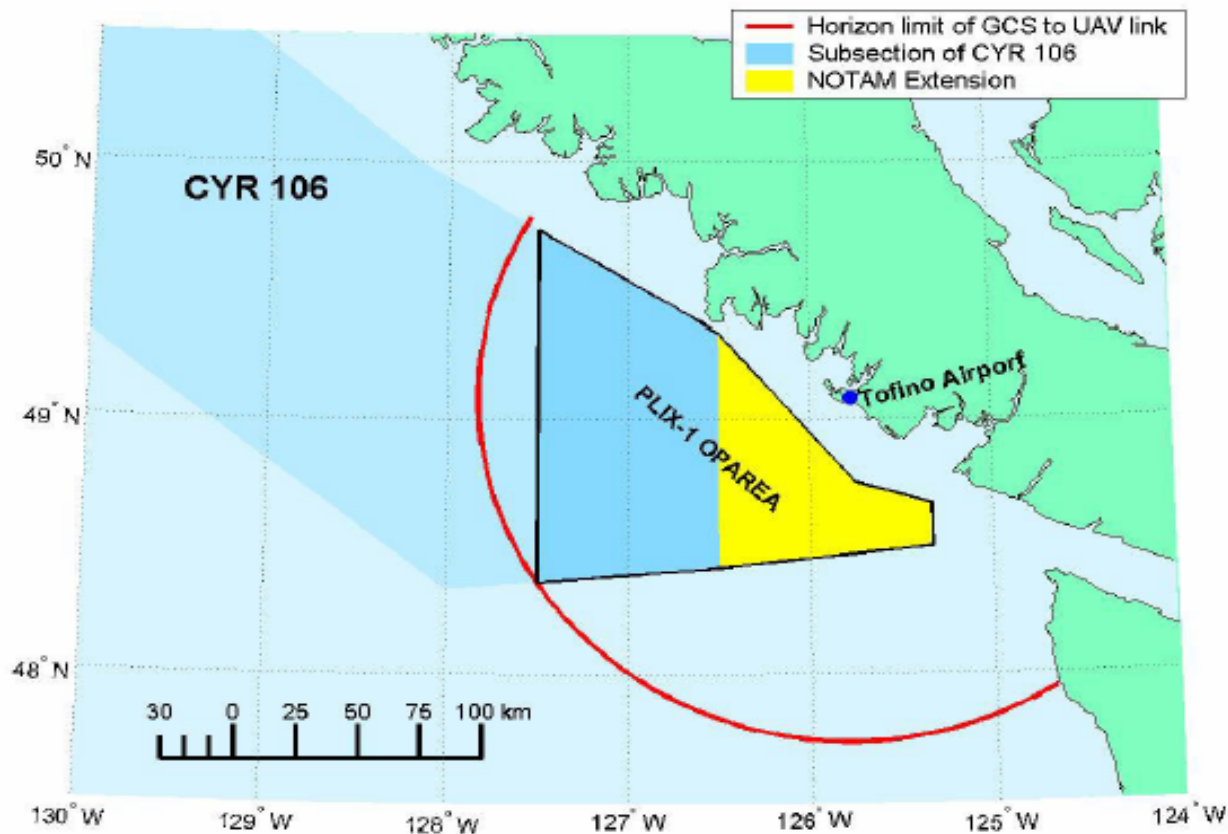 Horizon limit of GCS to UAV link
Subsection of CYR 106
NOTAM Extension
50° N
CYR 106
Tofino Airport
49° N
PLIX-1 OPAREA
48° N
30 0 25 50 75 100 km
130° W 129° W 128° W 127° W 126° W 125° W 124° W